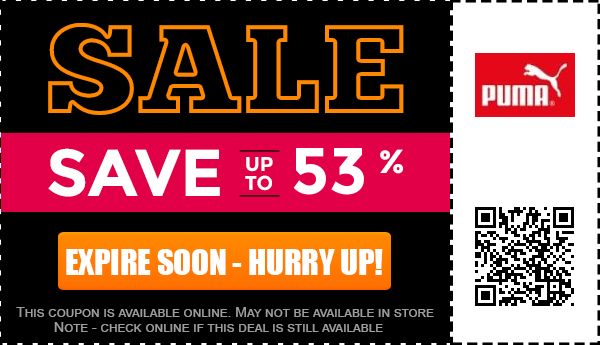 SALE
SAVE UP TO 53 %
EXPIRE SOON - HURRY UP!
THIS COUPON IS AVAILABLE ONLINE. MAY NOT BE AVAILABLE IN STORE
NOTE - CHECK ONLINE IF THIS DEAL IS STILL AVAILABLE
PUMA®